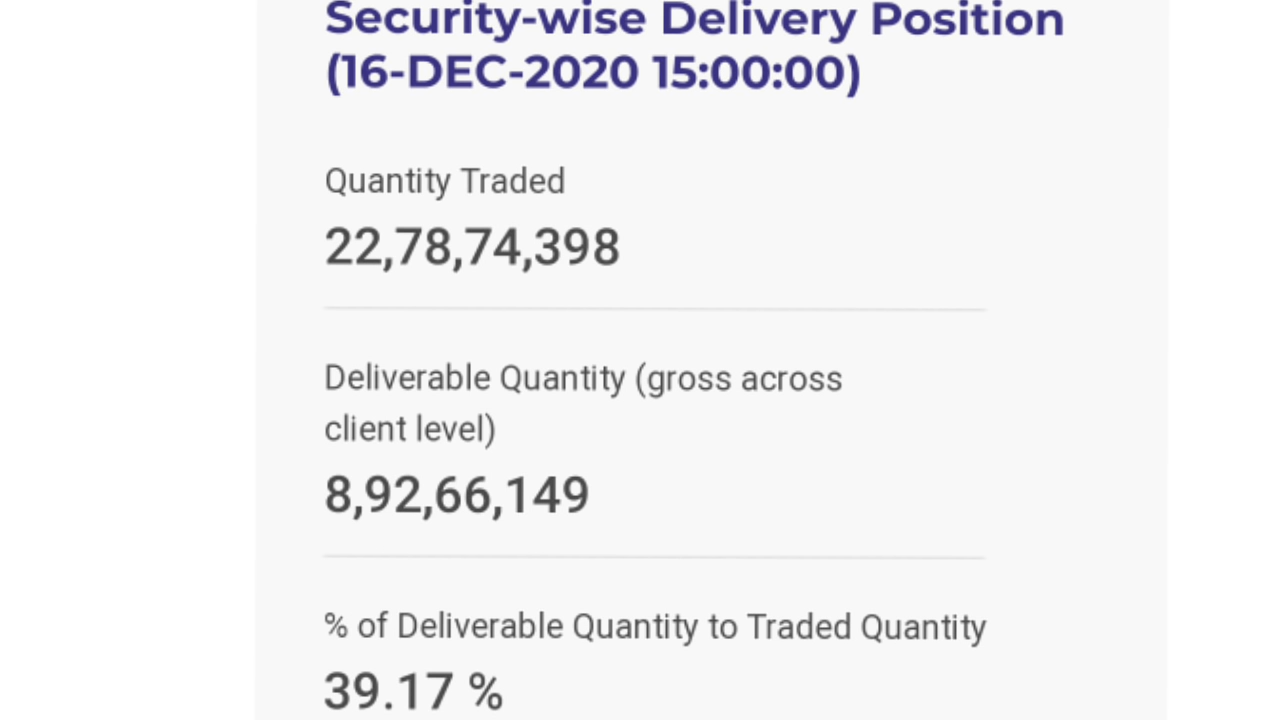 Security-wise Delivery Position
(16-DEC-2020 15:00:00)
Quantity Traded
22,78,74,398
Deliverable Quantity (gross across
client level)
8,92,66,149
% of Deliverable Quantity to Traded Quantity
39.17 %